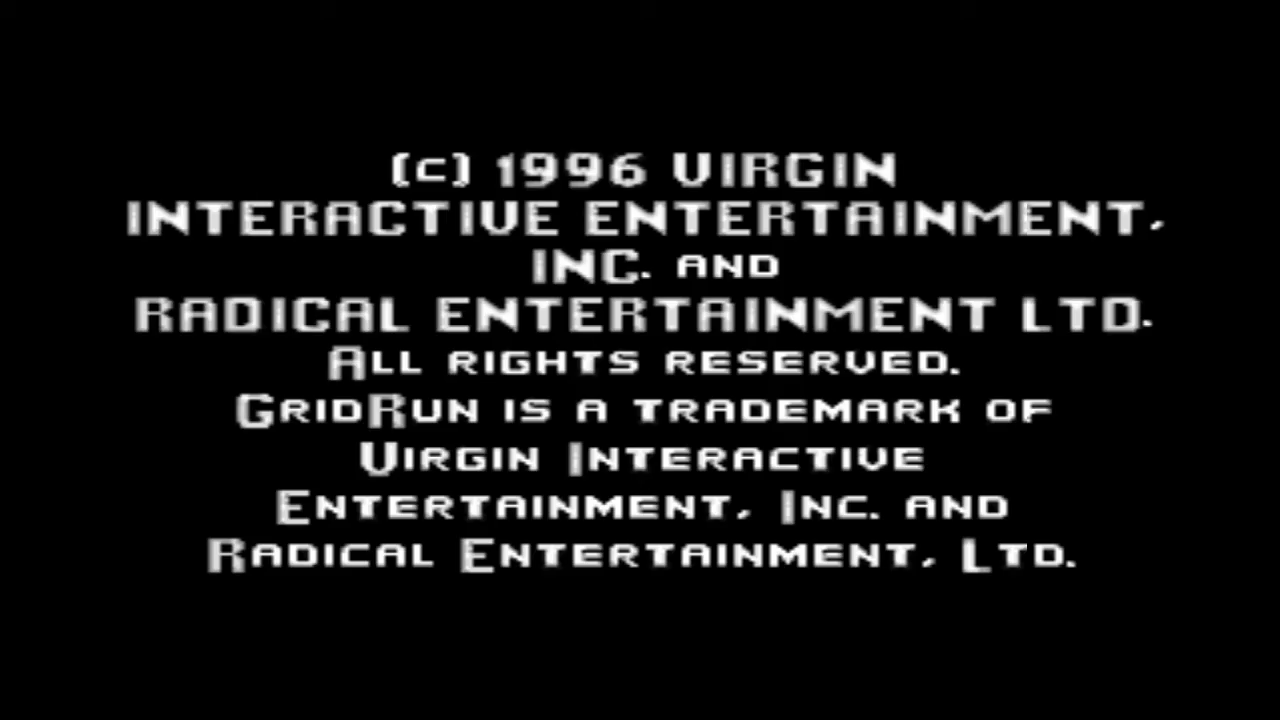 (C) 1996 VIRGIN
INTERACTIVE ENTERTAINMENT,
INC. AND
RADICAL ENTERTAINMENT LTD.
ALL RIGHTS RESERVED.
GRIDRUN IS A TRADEMARK OF
VIRGIN INTERACTIVE
ENTERTAINMENT, INC. AND
RADICAL ENTERTAINMENT, LTD.